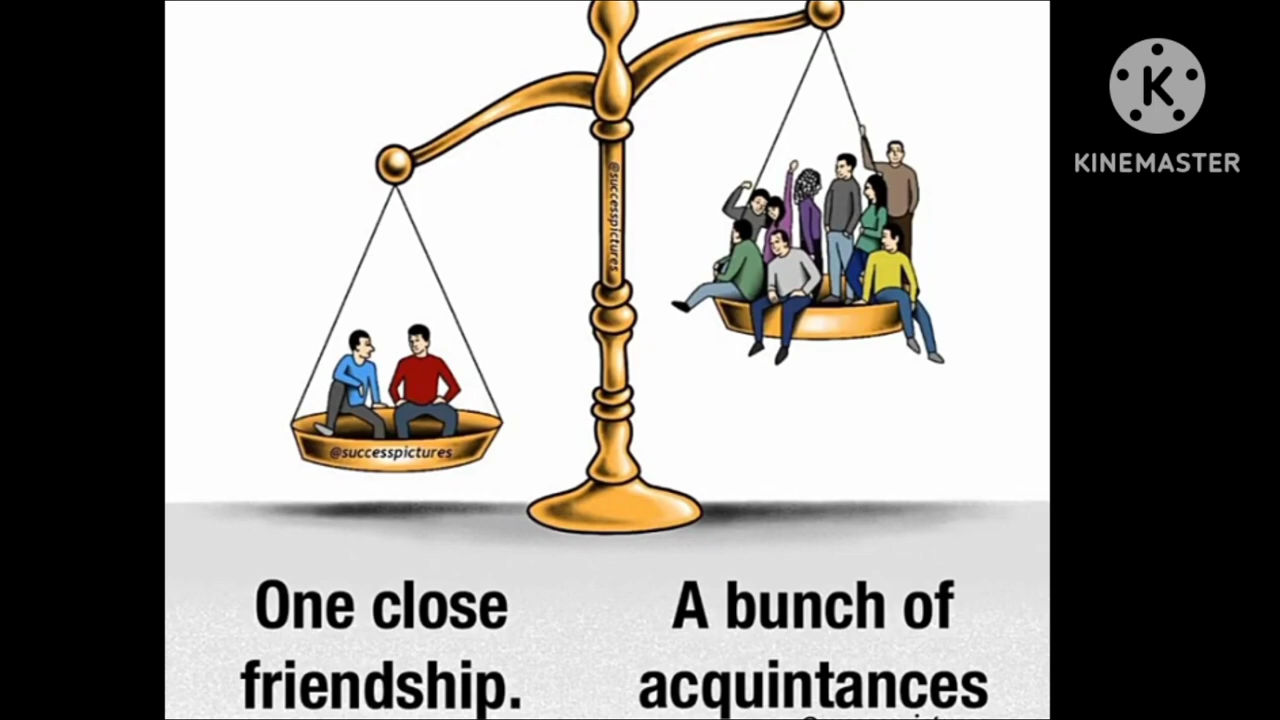 K
KINEMASTER
@successpictures
@successpictures
One close
friendship.
A bunch of
acquintances